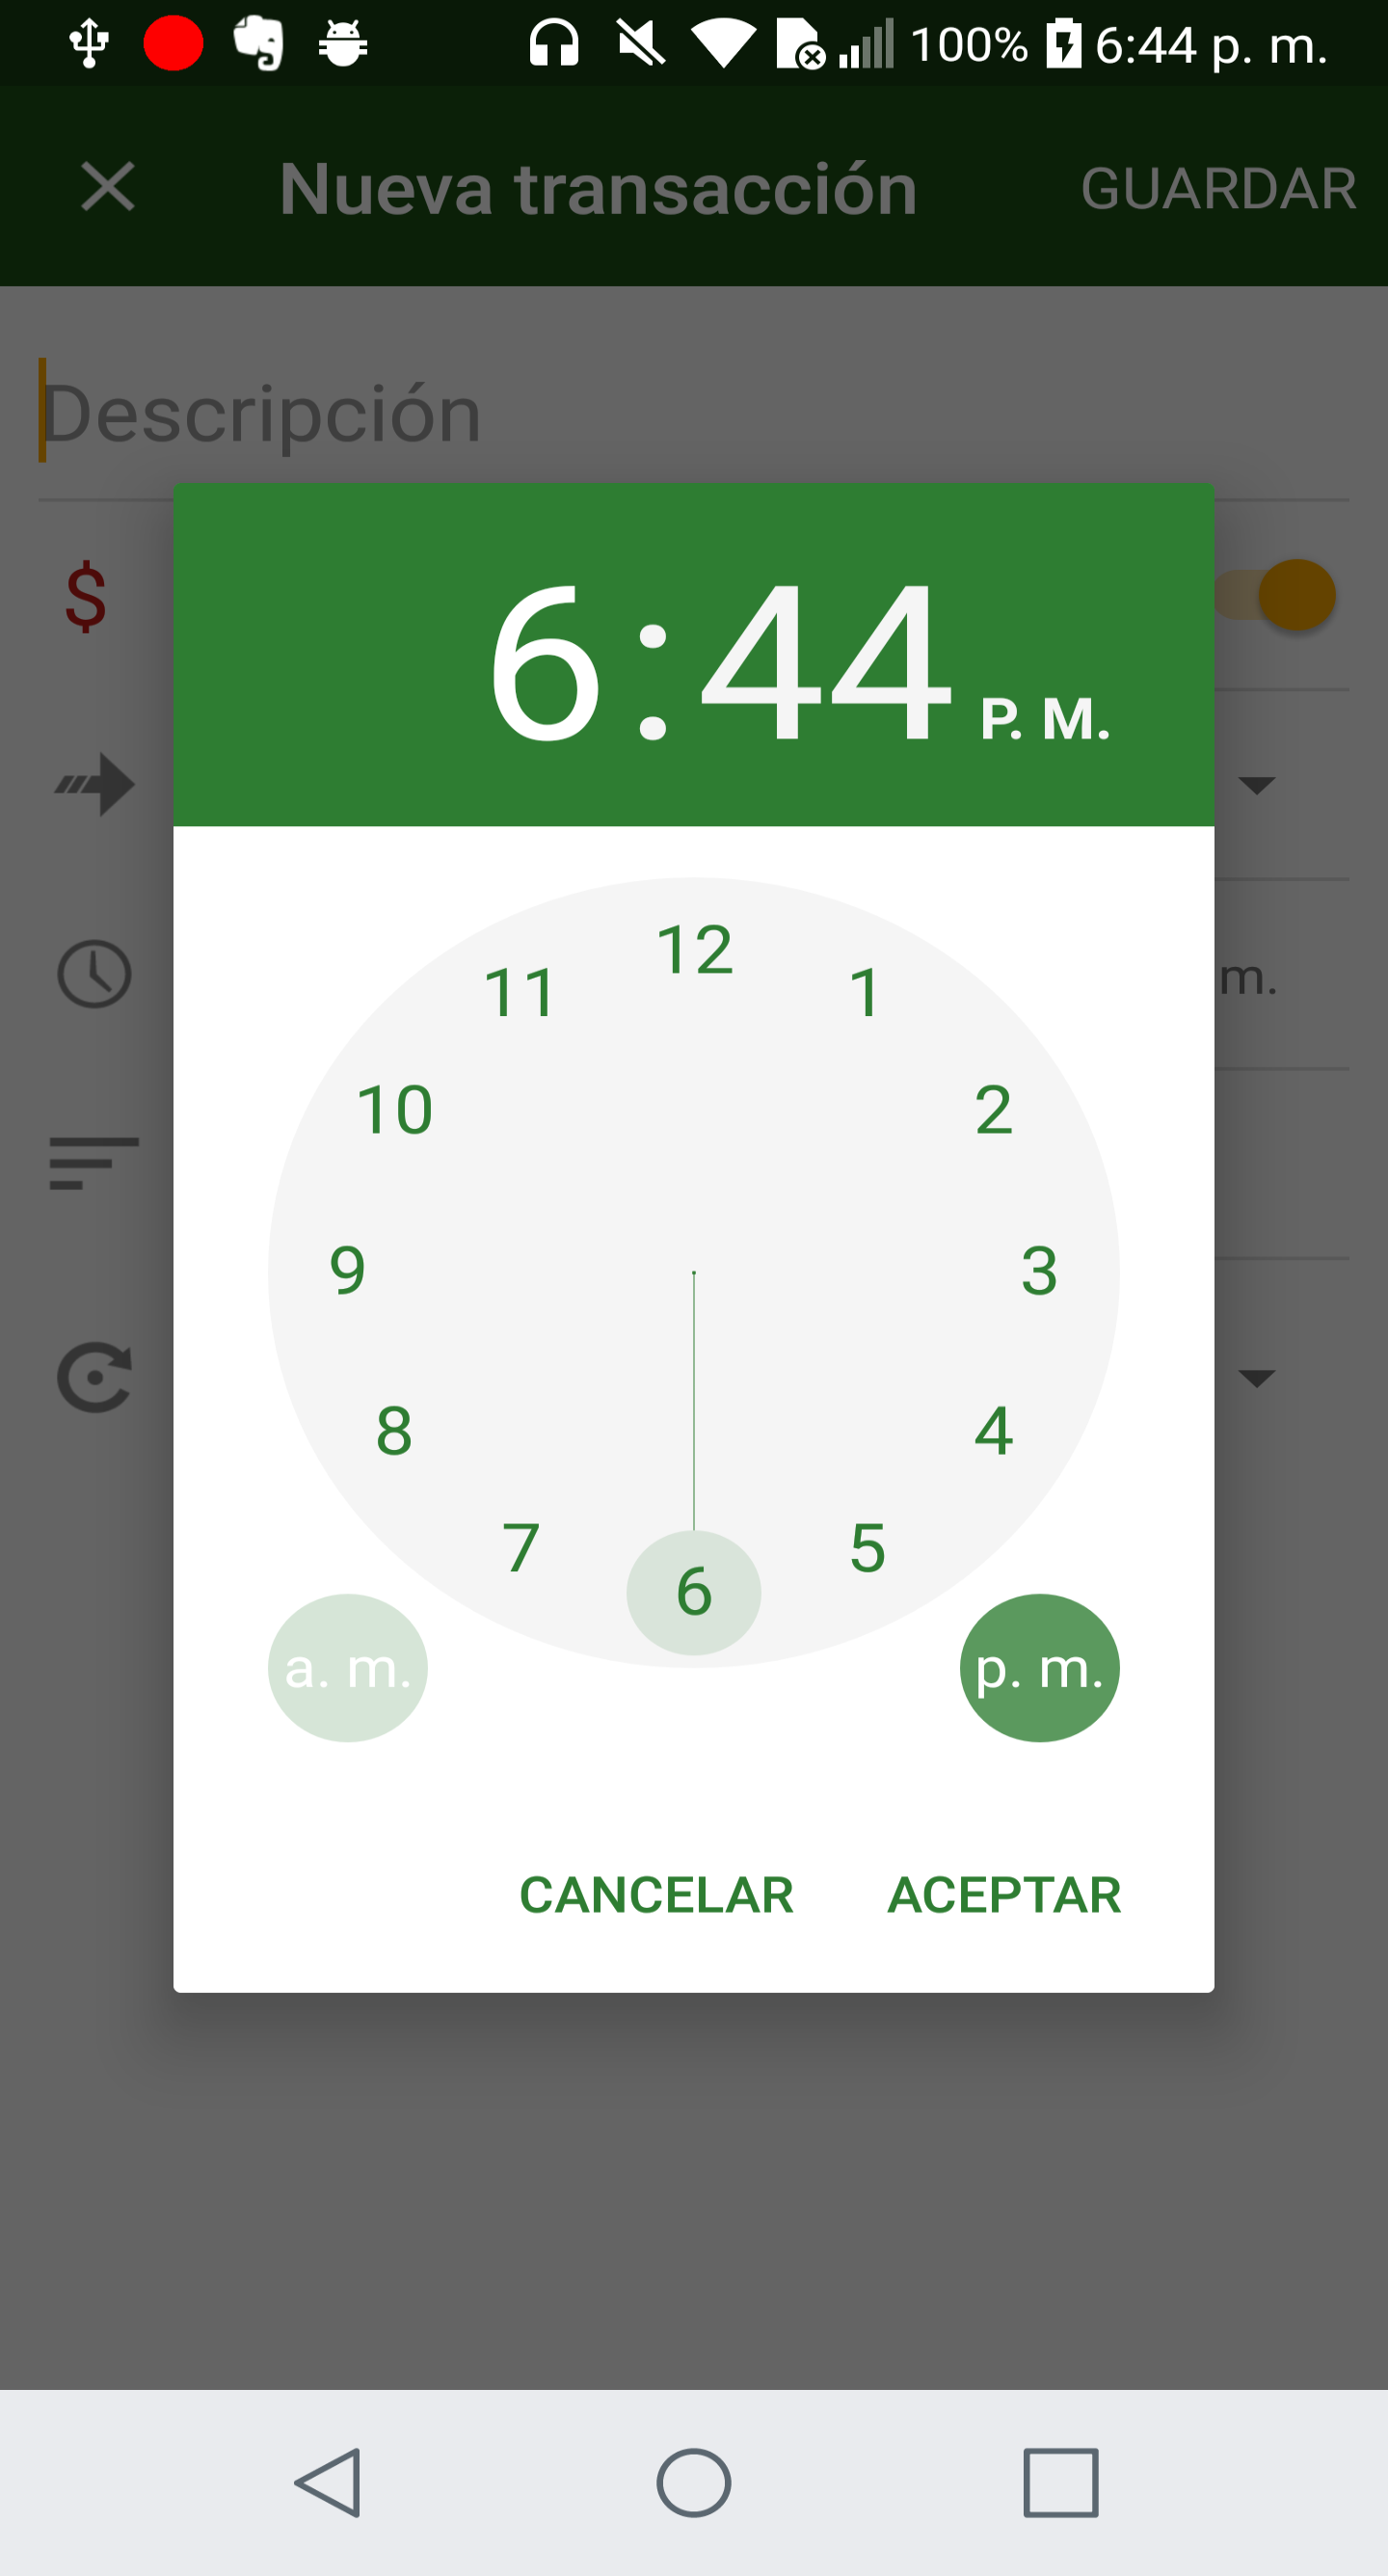 100% 6:44 p. m.
Nueva transacción GUARDAR
Descripción
$
6:44 P. M.
m.
12
11 1
10 2
9 3
8 4
7 5
6
a. m. p. m.
CANCELAR ACEPTAR